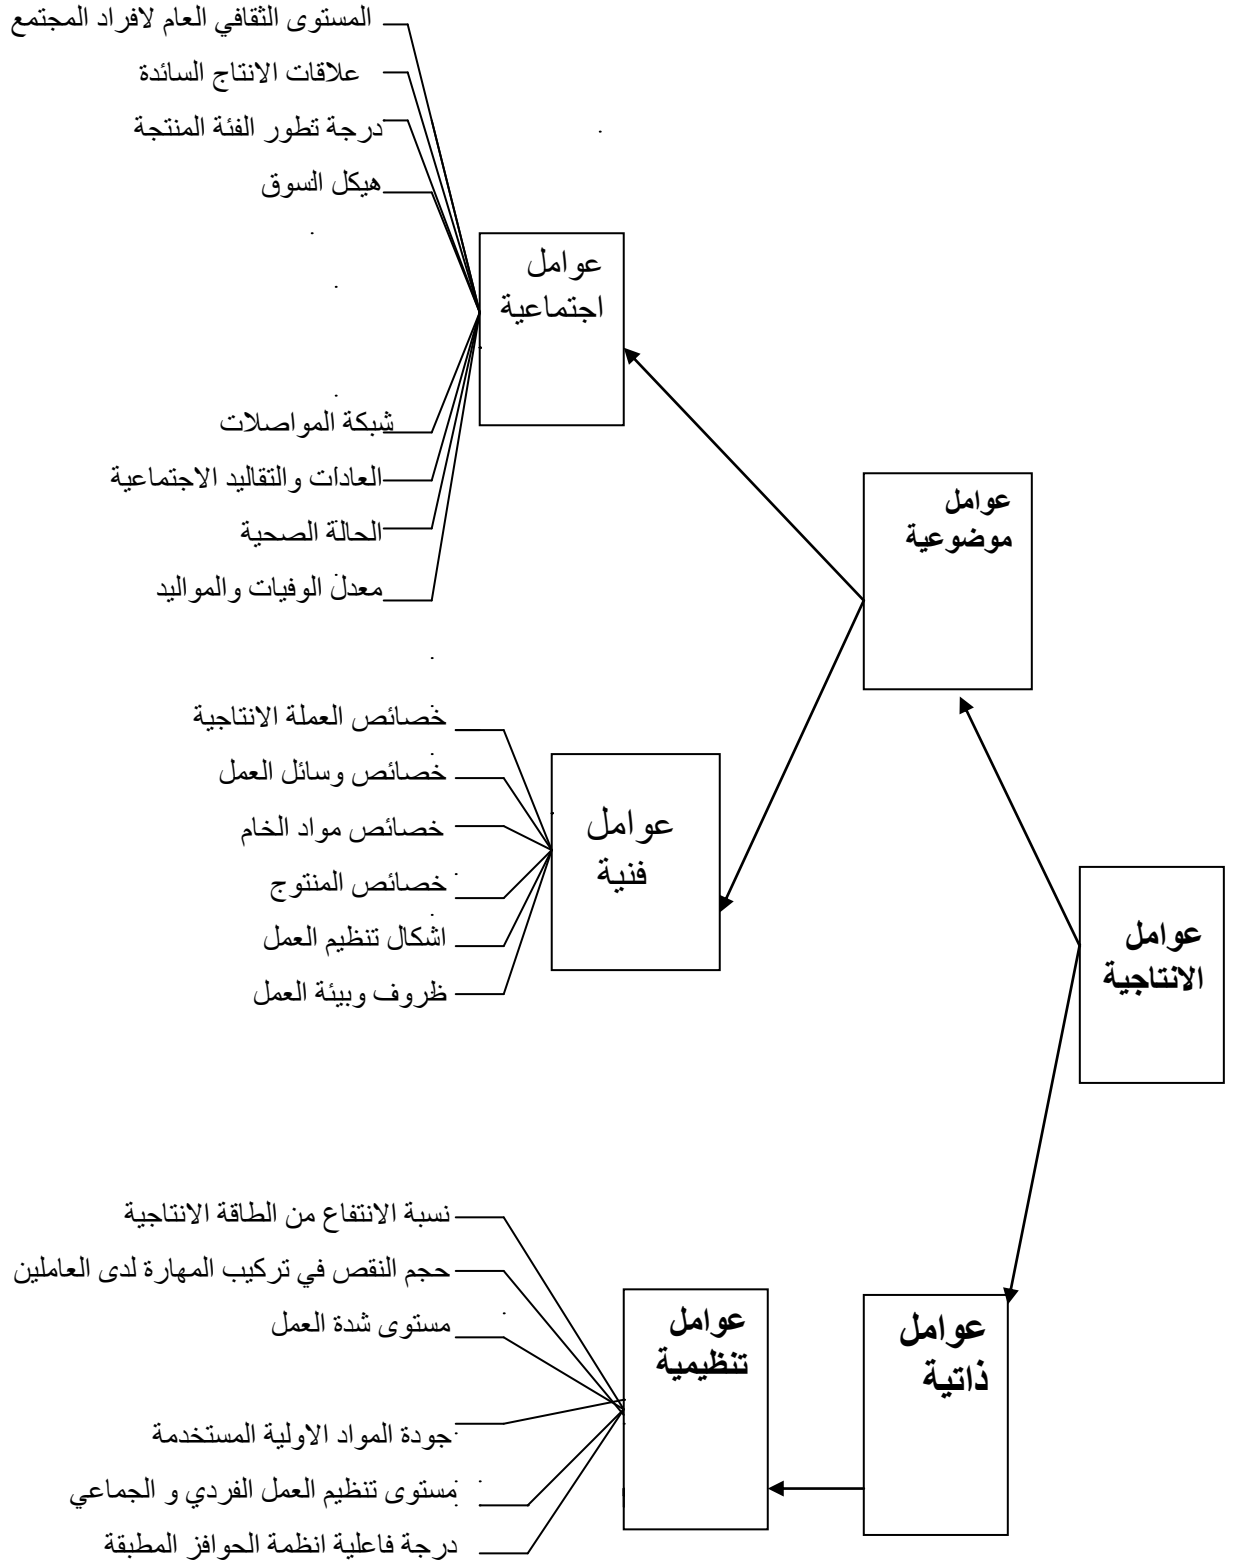 المستوى الثقافي العام لافراد المجتمع
علاقات الانتاج السائدة
درجة تطور الفئة المنتجة
هيكل السوق
عوامل
اجتماعية
شبكة المواصلات
العادات والتقاليد الاجتماعية
الحالة الصحية
معدل الوفيات والمواليد
عوامل
موضوعية
خصائص العملة الانتاجية
خصائص وسائل العمل
خصائص مواد الخام
خصائص المنتوج
اشكال تنظيم العمل
ظروف وبيئة العمل
عوامل
فنية
عوامل
الانتاجية
نسبة الانتفاع من الطاقة الانتاجية
حجم النقص في تركيب المهارة لدى العاملين
مستوى شدة العمل
جودة المواد الاولية المستخدمة
مستوى تنظيم العمل الفردي و الجماعي
درجة فاعلية انظمة الحوافز المطبقة
عوامل
تنظيمية
عوامل
ذاتية